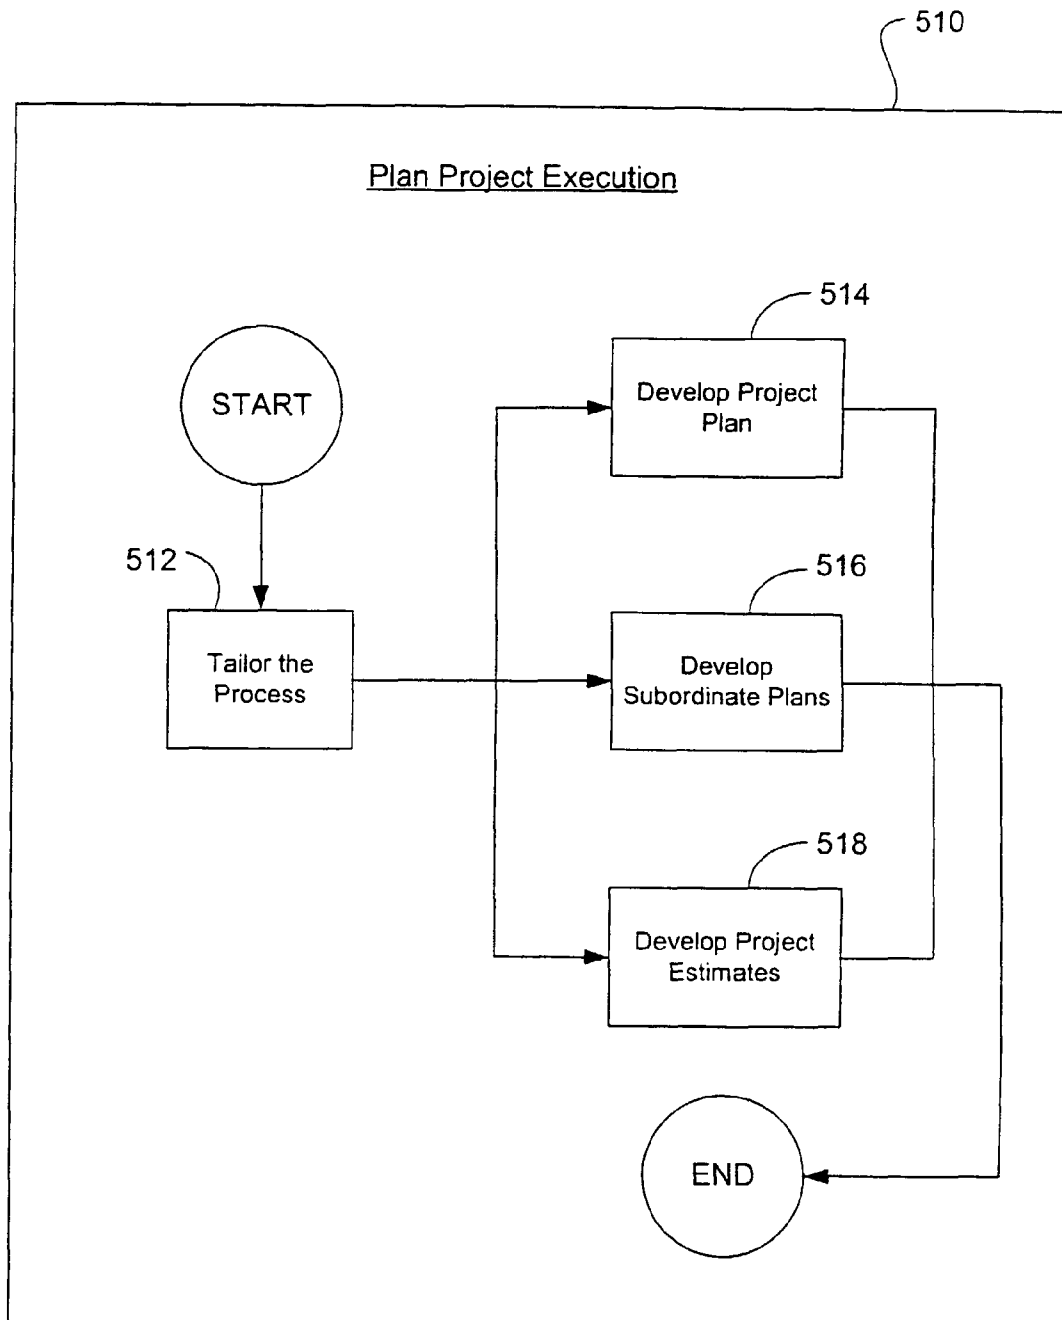 510
Plan Project Execution
514
START
Develop Project
Plan
512
516
Tailor the
Process
Develop
Subordinate Plans
518
Develop Project
Estimates
END